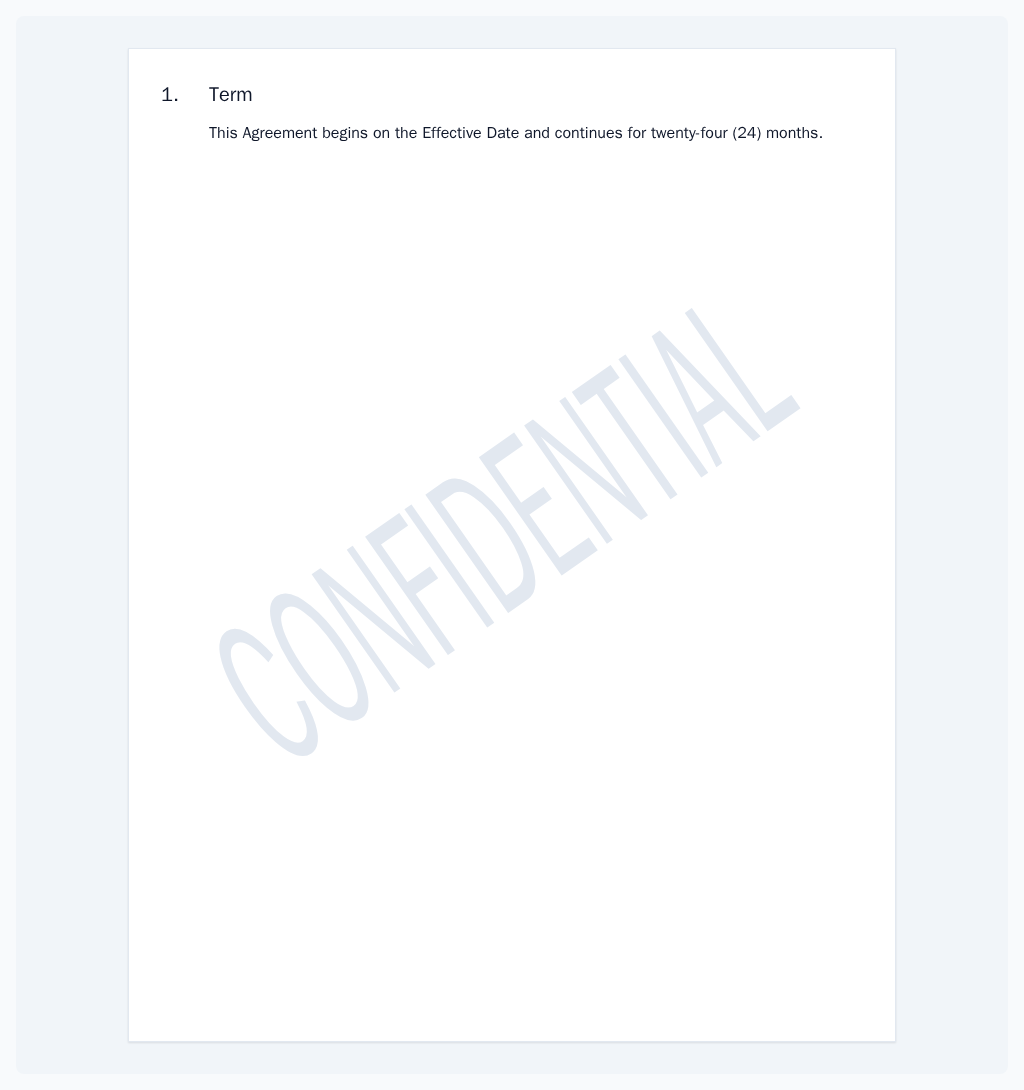 1. Term
This Agreement begins on the Effective Date and continues for twenty-four (24) months.
CONFIDENTIAL